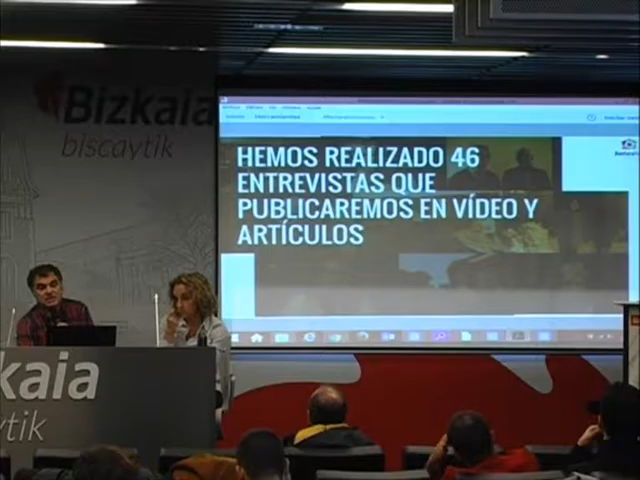 Bizkaia
biscaytik
HEMOS REALIZADO 46
ENTREVISTAS QUE
PUBLICAREMOS EN VÍDEO Y
ARTÍCULOS
kaia
ytik